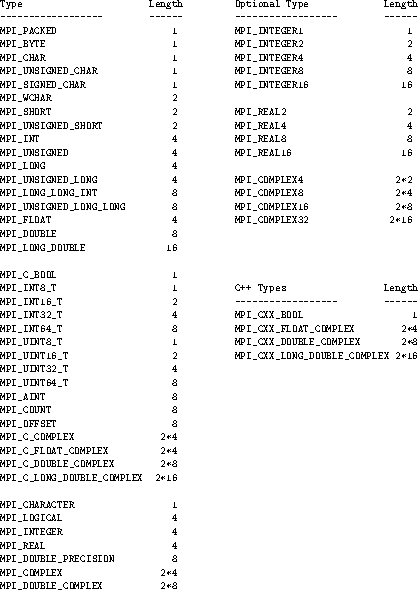 Type Length
------------------ ------
MPI_PACKED 1
MPI_BYTE 1
MPI_CHAR 1
MPI_UNSIGNED_CHAR 1
MPI_SIGNED_CHAR 1
MPI_WCHAR 2
MPI_SHORT 2
MPI_UNSIGNED_SHORT 2
MPI_INT 4
MPI_UNSIGNED 4
MPI_LONG 4
MPI_UNSIGNED_LONG 4
MPI_LONG_LONG_INT 8
MPI_UNSIGNED_LONG_LONG 8
MPI_FLOAT 4
MPI_DOUBLE 8
MPI_LONG_DOUBLE 16
MPI_C_BOOL 1
MPI_INT8_T 1
MPI_INT16_T 2
MPI_INT32_T 4
MPI_INT64_T 8
MPI_UINT8_T 1
MPI_UINT16_T 2
MPI_UINT32_T 4
MPI_UINT64_T 8
MPI_AINT 8
MPI_COUNT 8
MPI_OFFSET 8
MPI_C_COMPLEX 2*4
MPI_C_FLOAT_COMPLEX 2*4
MPI_C_DOUBLE_COMPLEX 2*8
MPI_C_LONG_DOUBLE_COMPLEX 2*16
MPI_CHARACTER 1
MPI_LOGICAL 4
MPI_INTEGER 4
MPI_REAL 4
MPI_DOUBLE_PRECISION 8
MPI_COMPLEX 2*4
MPI_DOUBLE_COMPLEX 2*8
Optional Type Length
------------------ ------
MPI_INTEGER1 1
MPI_INTEGER2 2
MPI_INTEGER4 4
MPI_INTEGER8 8
MPI_INTEGER16 16
MPI_REAL2 2
MPI_REAL4 4
MPI_REAL8 8
MPI_REAL16 16
MPI_COMPLEX4 2*2
MPI_COMPLEX8 2*4
MPI_COMPLEX16 2*8
MPI_COMPLEX32 2*16
C++ Types Length
------------------ ------
MPI_CXX_BOOL 1
MPI_CXX_FLOAT_COMPLEX 2*4
MPI_CXX_DOUBLE_COMPLEX 2*8
MPI_CXX_LONG_DOUBLE_COMPLEX 2*16